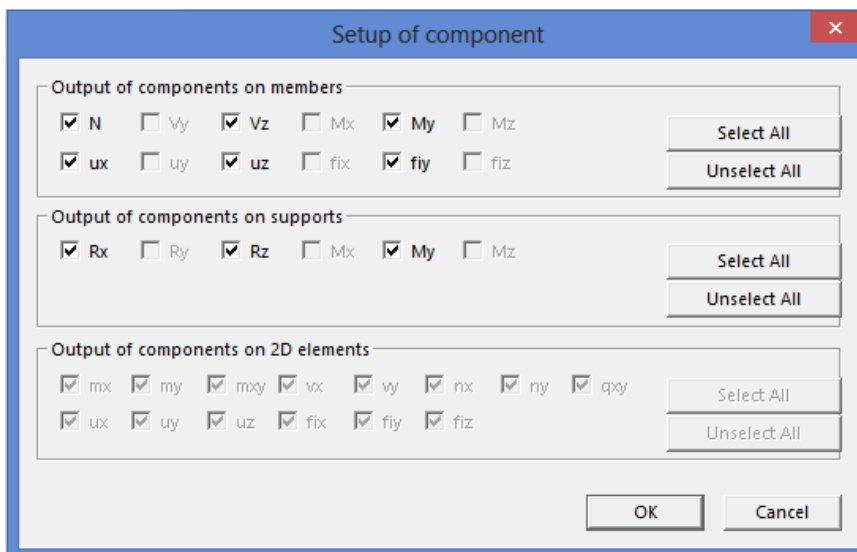 Setup of component
Output of components on members
N Vy Vz Mx My Mz
Select All
ux uy uz fix fiy fiz
Unselect All
Output of components on supports
Rx Ry Rz Mx My Mz
Select All
Unselect All
Output of components on 2D elements
mx my mxy vx vy nx ny qxy
Select All
ux uy uz fix fiy fiz
Unselect All
OK Cancel